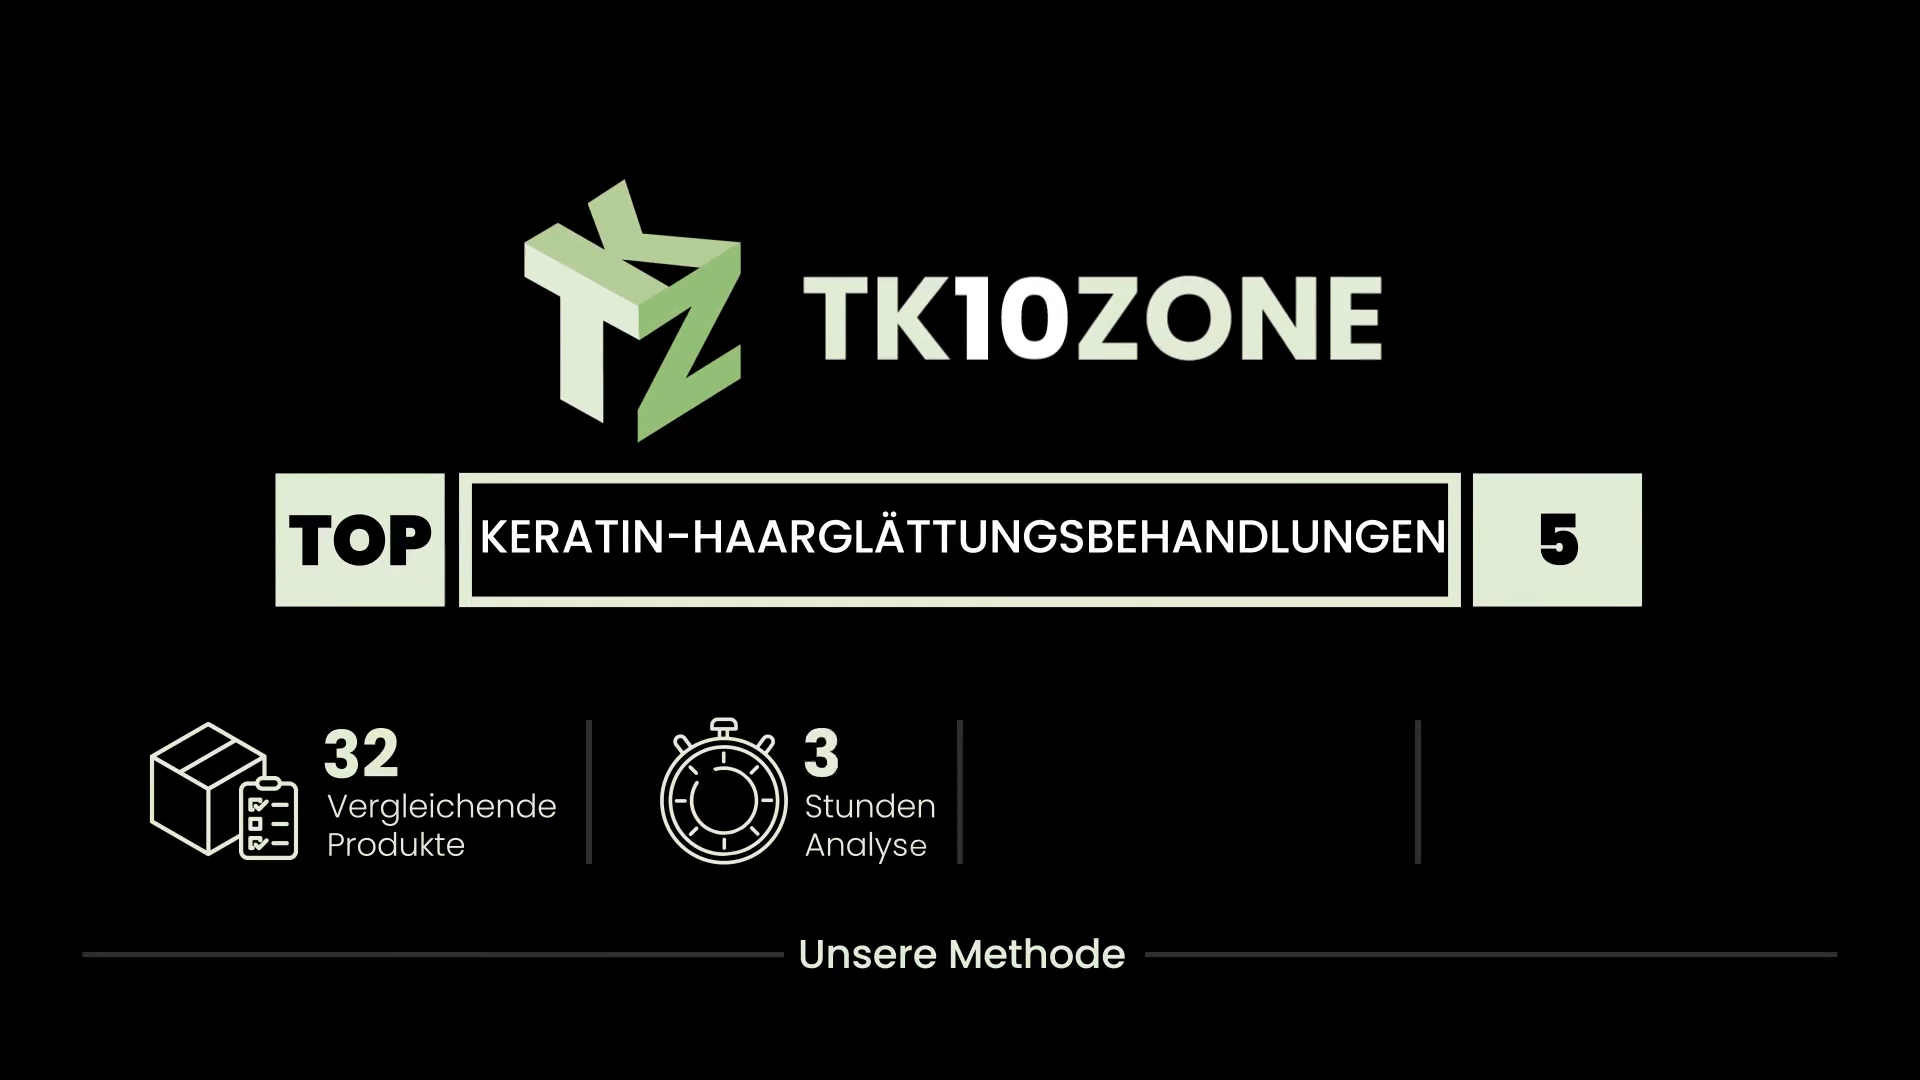 TK10ZONE
TOP KERATIN-HAARGLÄTTUNGSBEHANDLUNGEN 5
32
Vergleichende
Produkte
3
Stunden
Analyse
Unsere Methode